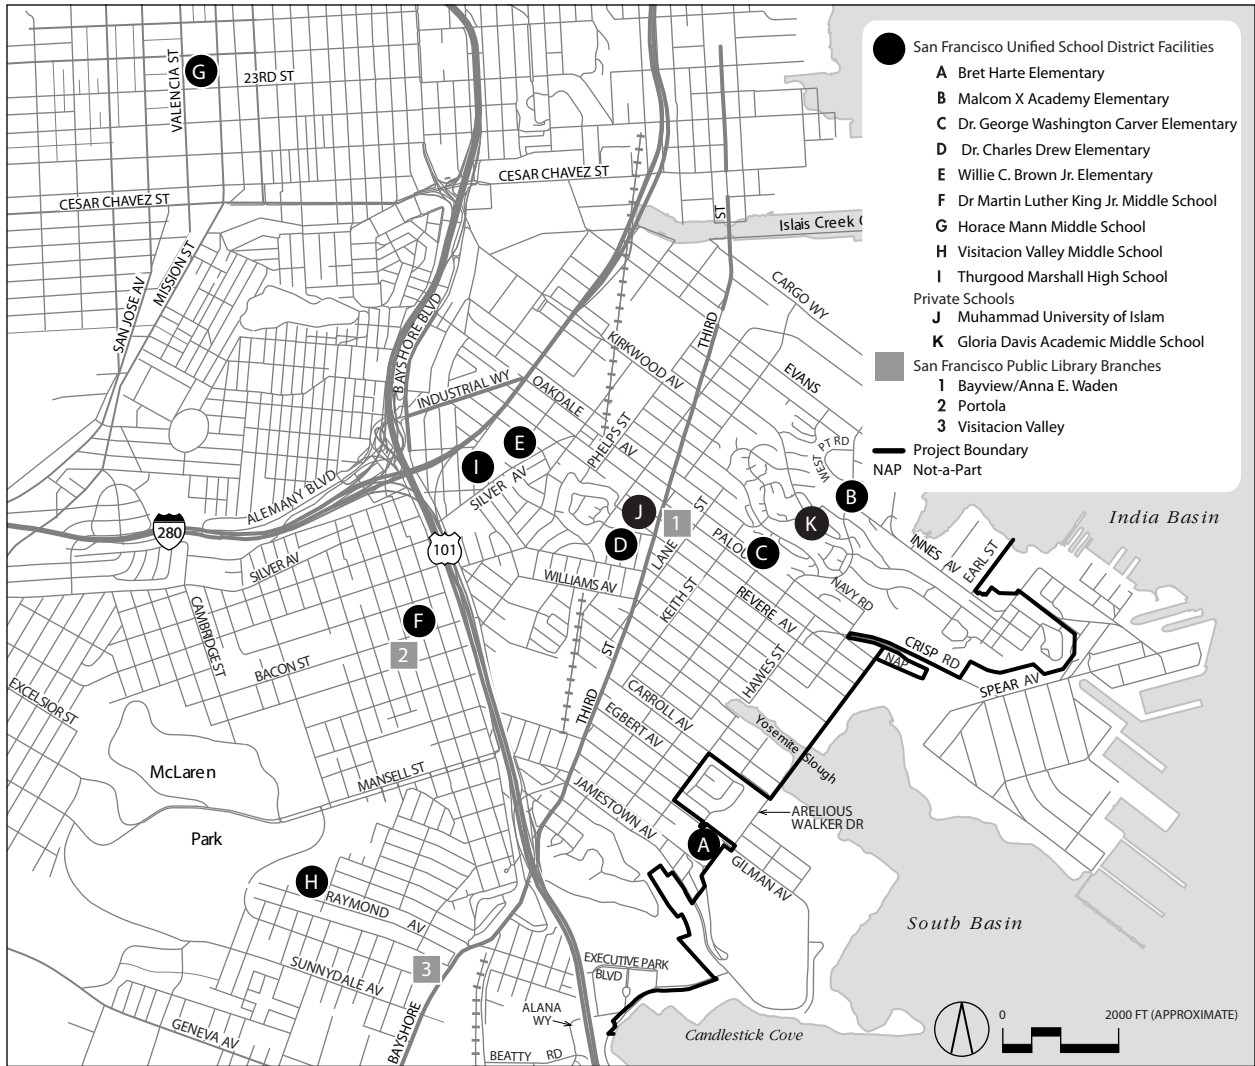 San Francisco Unified School District Facilities
A Bret Harte Elementary
B Malcom X Academy Elementary
C Dr. George Washington Carver Elementary
D Dr. Charles Drew Elementary
E Willie C. Brown Jr. Elementary
F Dr Martin Luther King Jr. Middle School
G Horace Mann Middle School
H Visitacion Valley Middle School
I Thurgood Marshall High School
Private Schools
J Muhammad University of Islam
K Gloria Davis Academic Middle School
San Francisco Public Library Branches
1 Bayview/Anna E. Waden
2 Portola
3 Visitacion Valley
Project Boundary
NAP Not-a-Part
G
23RD ST
VALENCIA ST
CESAR CHAVEZ ST
CESAR CHAVEZ ST
ST
Islais Creek C
MISSION ST
SAN JOSE AV
BAYSHORE BLVD
CARGO WY
THIRD
KIRKWOOD AV
EVANS
INDUSTRIAL WY
OAKDALE
AV
PHELPS ST
PT RD
WEST
E
I
SILVER AV
B
ALEMANY BLVD
280
J
1
ST
K
India Basin
D
LANE
PALOU
C
INNES
AV
EARL ST
101
SILVER AV
WILLIAMS AV
KEITH ST
REVERE AV
NAVY RD
CAMBRIDGE ST
F
2
BACON ST
ST
CRISP RD
NAP
HAWES ST
SPEAR AV
EXCELSIOR ST
CARROLL AV
EGBERT AV
THIRD
Yosemite Slough
McLaren
Park
MANSELL ST
JAMESTOWN AV
ARELIOUS
WALKER DR
A
GILMAN AV
H
RAYMOND
AV
South Basin
3
SUNNYDALE AV
EXECUTIVE PARK
BLVD
ALANA
WY
GENEVA AV
BAYSHORE
BEATTY RD
Candlestick Cove
0
2000 FT (APPROXIMATE)